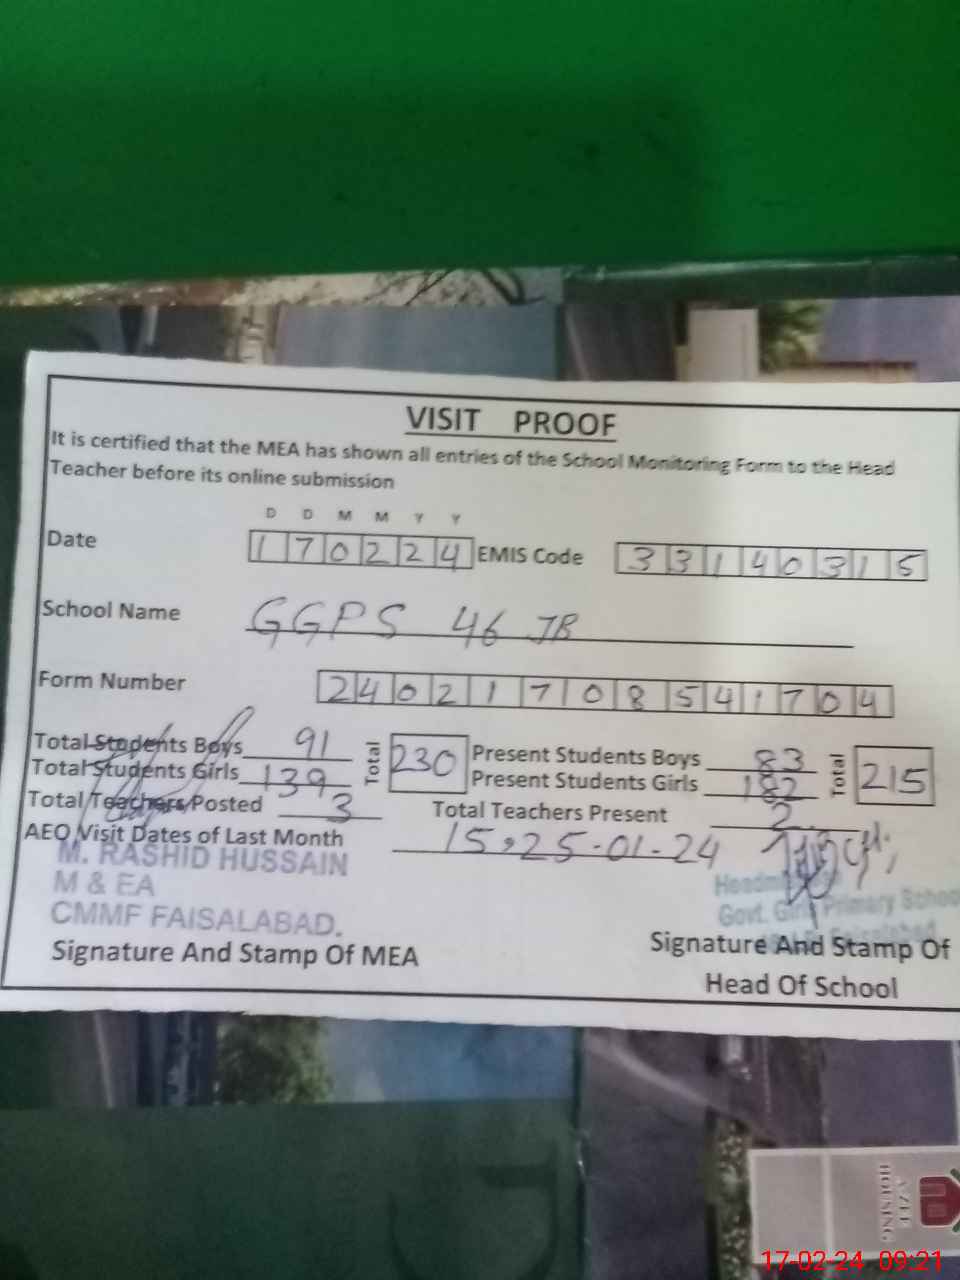 VISIT PROOF
It is certified that the MEA has shown all entries of the School Monitoring Form to the Head
Teacher before its online submission
D D M M Y Y
Date 170224 EMIS Code 33140315
School Name GGPS 46 JB
Form Number 24021708541704
Total Students Boys 91 Total 230 Present Students Boys 83 Total 215
Total Students Girls 139 Present Students Girls 182
Total Teachers Posted 3 Total Teachers Present 2
AEO Visit Dates of Last Month 15,25-01-24
M. RASHID HUSSAIN
M & EA
CMMF FAISALABAD.
Govt. Girls Primary School
Signature And Stamp Of MEA
Signature And Stamp Of
Head Of School
HOUSING
17-02-24 09:21